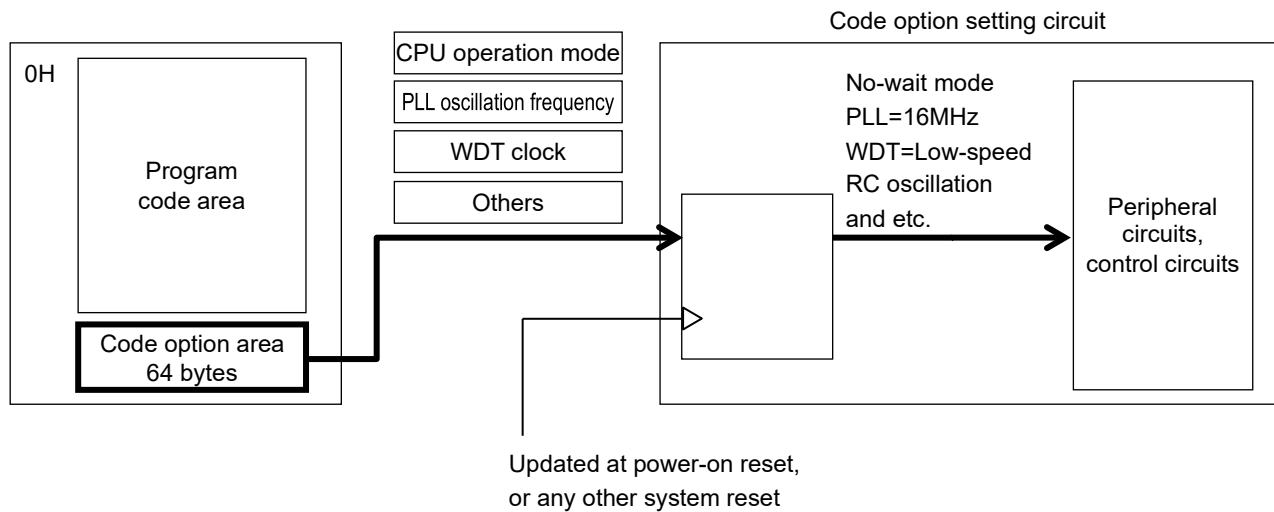 Code option setting circuit
0H
Program
code area
Code option area
64 bytes
CPU operation mode
PLL oscillation frequency
WDT clock
Others
No-wait mode
PLL=16MHz
WDT=Low-speed
RC oscillation
and etc.
Peripheral
circuits,
control circuits
Updated at power-on reset,
or any other system reset